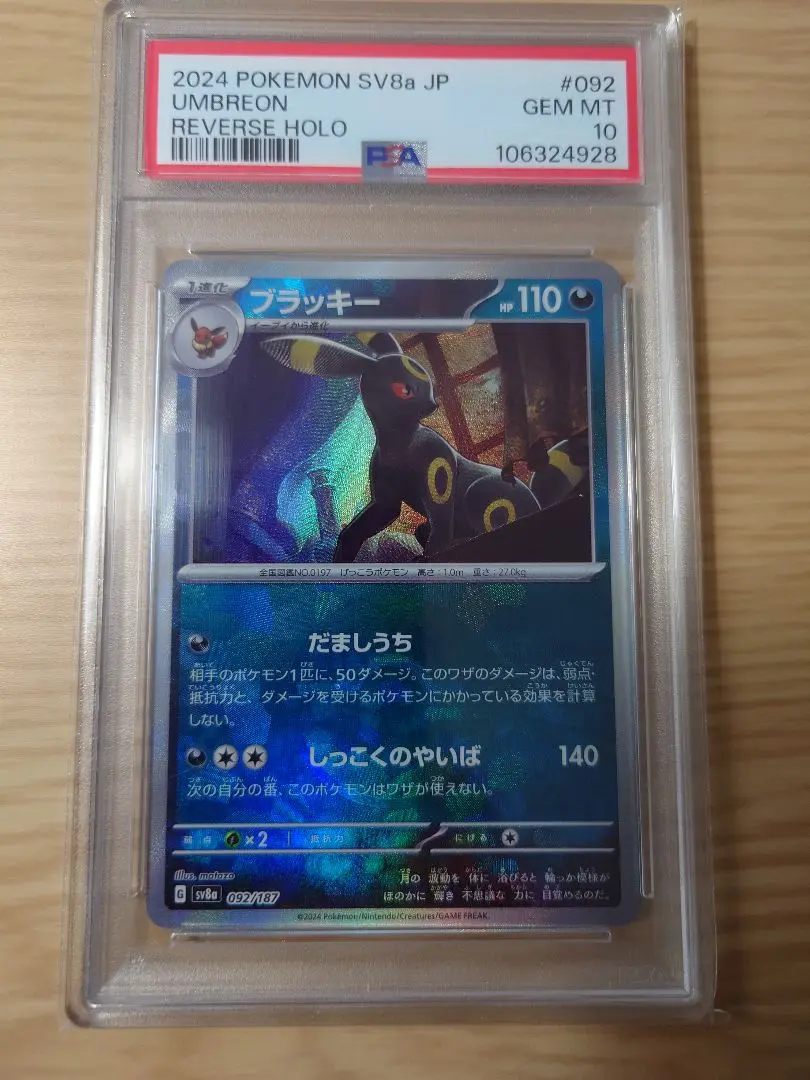 2024 POKEMON SV8a JP #092
UMBREON GEM MT
REVERSE HOLO 10
PSA 106324928
1進化 ブラッキー HP 110
イーブイから進化
全国図鑑NO.0197 げっこうポケモン 高さ:1.0m 重さ:27.0kg
だましうち
相手のポケモン1匹に、50ダメージ。このワザのダメージは、弱点・
抵抗力と、ダメージを受けるポケモンにかかっている効果を計算
しない。
しっこくのやいば 140
次の自分の番、このポケモンはワザが使えない。
弱点 ×2 抵抗力 にげる
Illus. matazo
月の波動を体に浴びると輪っか模様が
G sv8a 092/187
ほのかに輝き不思議な力に目覚めるのだ。
©2024 Pokémon/Nintendo/Creatures/GAME FREAK.